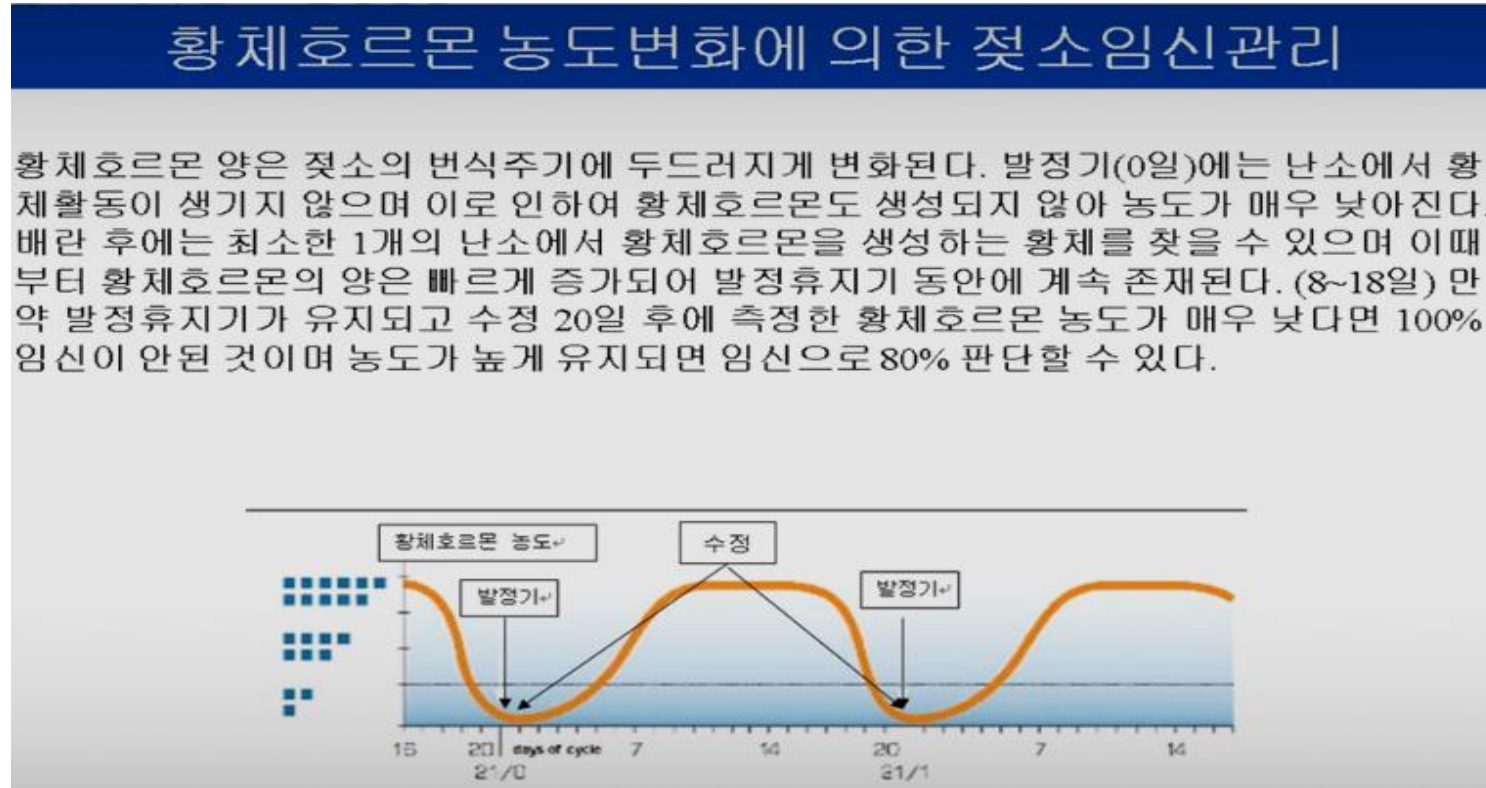 황체호르몬 농도변화에 의한 젖소임신관리
황체호르몬 양은 젖소의 번식주기에 두드러지게 변화된다. 발정기(0일)에는 난소에서 황
체활동이 생기지 않으며 이로 인하여 황체호르몬도 생성되지 않아 농도가 매우 낮아진다.
배란 후에는 최소한 1개의 난소에서 황체호르몬을 생성하는 황체를 찾을 수 있으며 이때
부터 황체호르몬의 양은 빠르게 증가되어 발정휴지기 동안에 계속 존재된다. (8~18일) 만
약 발정휴지기가 유지되고 수정 20일 후에 측정한 황체호르몬 농도가 매우 낮다면 100%
임신이 안된 것이며 농도가 높게 유지되면 임신으로 80% 판단할 수 있다.
황체호르몬 농도
수정
발정기
발정기
15 20 days of cycle 7 14 20 7 14
21/0 21/1